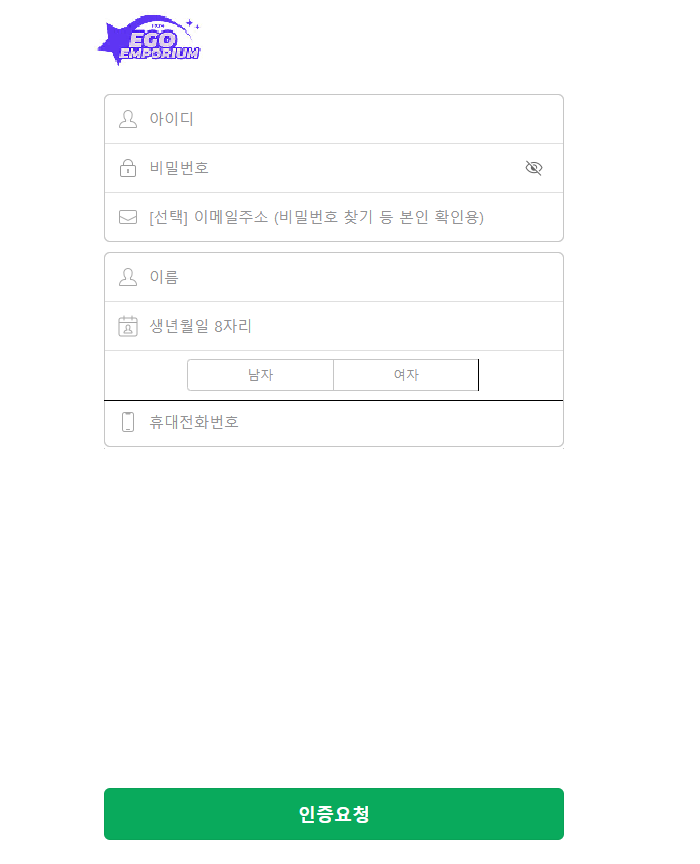 EGO
EMPORIUM
아이디
비밀번호
[선택] 이메일주소 (비밀번호 찾기 등 본인 확인용)
이름
생년월일 8자리
남자 여자
휴대전화번호
인증요청